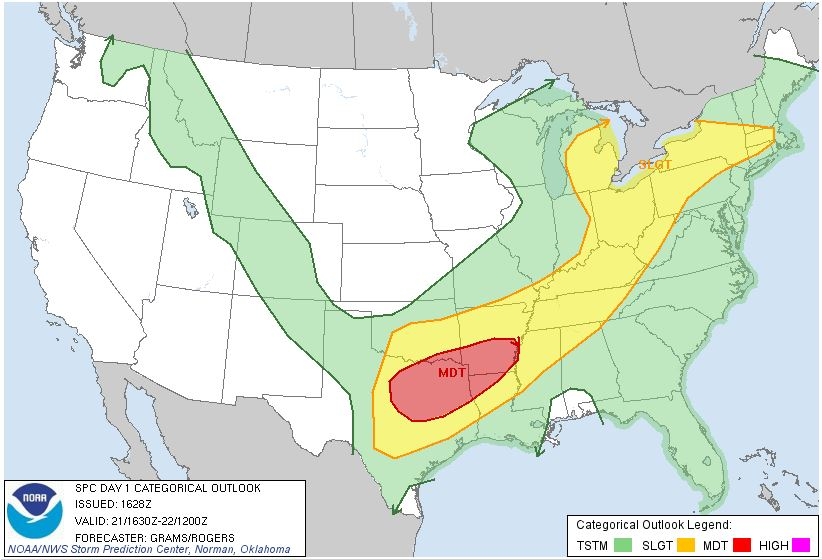 SLGT
MDT
NOAA
SPC DAY 1 CATEGORICAL OUTLOOK
ISSUED: 1628Z
VALID: 21/1630Z-22/1200Z
FORECASTER: GRAMS/ROGERS
NOAA/NWS Storm Prediction Center, Norman, Oklahoma
Categorical Outlook Legend:
TSTM SLGT MDT HIGH